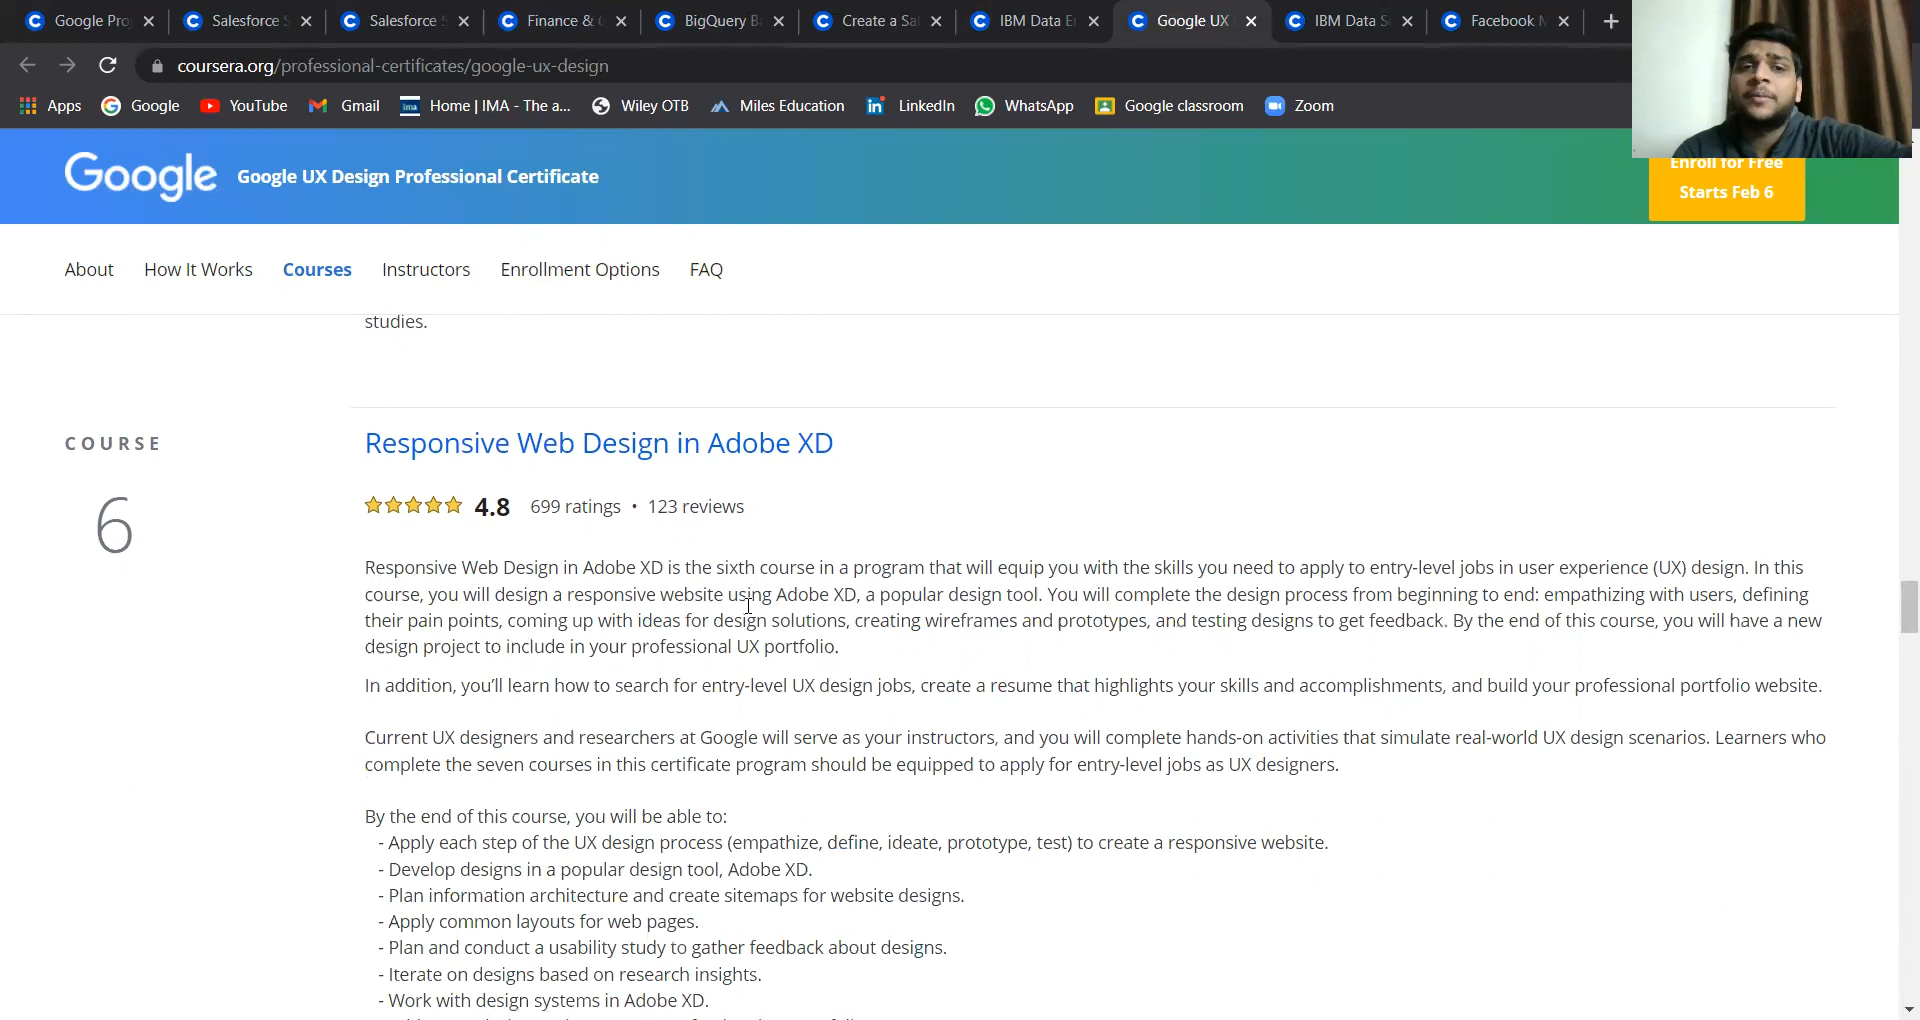 Google Pro
Salesforce S
Salesforce S
Finance &
BigQuery B
Create a Sal
IBM Data E
Google UX
IBM Data S
Facebook M
coursera.org/professional-certificates/google-ux-design
Apps
Google
YouTube
Gmail
Home | IMA - The a...
Wiley OTB
Miles Education
LinkedIn
WhatsApp
Google classroom
Zoom
Google
Google UX Design Professional Certificate
Enroll for Free
Starts Feb 6
About
How It Works
Courses
Instructors
Enrollment Options
FAQ
studies.
COURSE
6
Responsive Web Design in Adobe XD
4.8 699 ratings • 123 reviews
Responsive Web Design in Adobe XD is the sixth course in a program that will equip you with the skills you need to apply to entry-level jobs in user experience (UX) design. In this
course, you will design a responsive website using Adobe XD, a popular design tool. You will complete the design process from beginning to end: empathizing with users, defining
their pain points, coming up with ideas for design solutions, creating wireframes and prototypes, and testing designs to get feedback. By the end of this course, you will have a new
design project to include in your professional UX portfolio.
In addition, you’ll learn how to search for entry-level UX design jobs, create a resume that highlights your skills and accomplishments, and build your professional portfolio website.
Current UX designers and researchers at Google will serve as your instructors, and you will complete hands-on activities that simulate real-world UX design scenarios. Learners who
complete the seven courses in this certificate program should be equipped to apply for entry-level jobs as UX designers.
By the end of this course, you will be able to:
- Apply each step of the UX design process (empathize, define, ideate, prototype, test) to create a responsive website.
- Develop designs in a popular design tool, Adobe XD.
- Plan information architecture and create sitemaps for website designs.
- Apply common layouts for web pages.
- Plan and conduct a usability study to gather feedback about designs.
- Iterate on designs based on research insights.
- Work with design systems in Adobe XD.